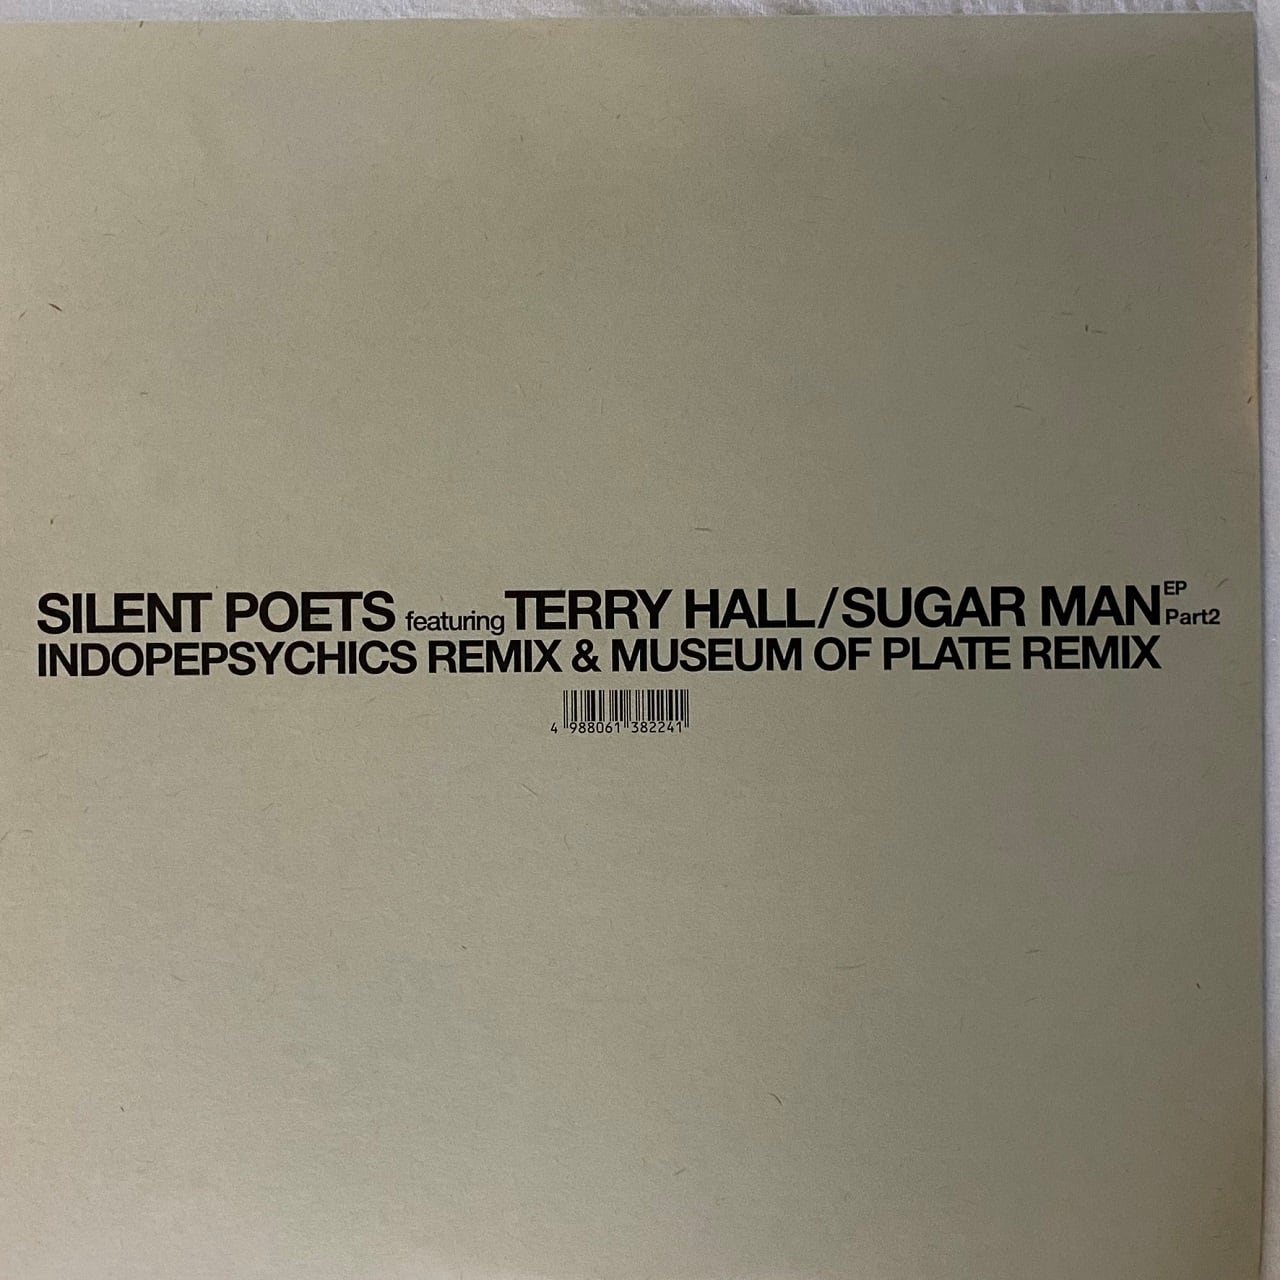 SILENT POETS featuring TERRY HALL/SUGAR MAN EP Part2
INDOPEPSYCHICS REMIX & MUSEUM OF PLATE REMIX
4 988061 382241